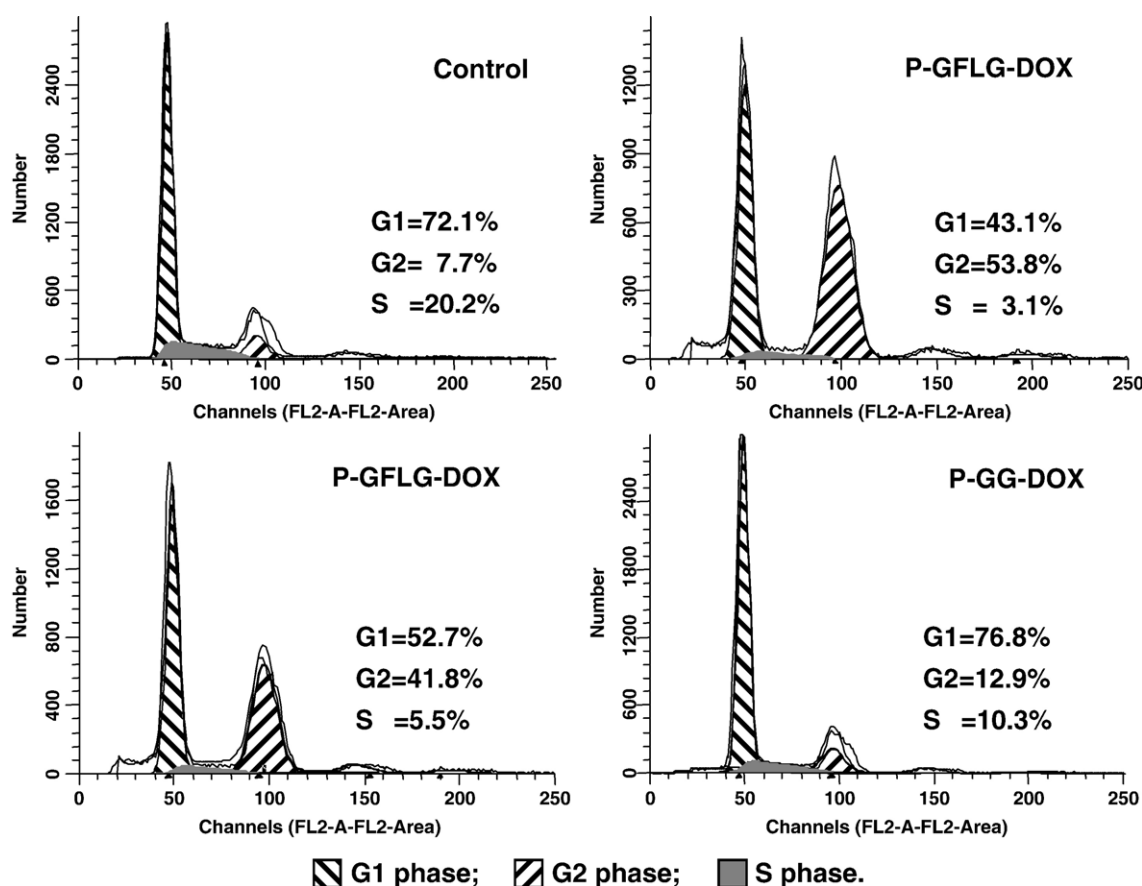 Control
G1=72.1%
G2= 7.7%
S =20.2%
Number
0
600
1200
1800
2400
0 50 100 150 200 250
Channels (FL2-A-FL2-Area)
P-GFLG-DOX
G1=43.1%
G2=53.8%
S = 3.1%
Number
0
300
600
900
1200
0 50 100 150 200 250
Channels (FL2-A-FL2-Area)
P-GFLG-DOX
G1=52.7%
G2=41.8%
S =5.5%
Number
0
400
800
1200
1600
0 50 100 150 200 250
Channels (FL2-A-FL2-Area)
P-GG-DOX
G1=76.8%
G2=12.9%
S =10.3%
Number
0
600
1200
1800
2400
0 50 100 150 200 250
Channels (FL2-A-FL2-Area)
G1 phase; G2 phase; S phase.